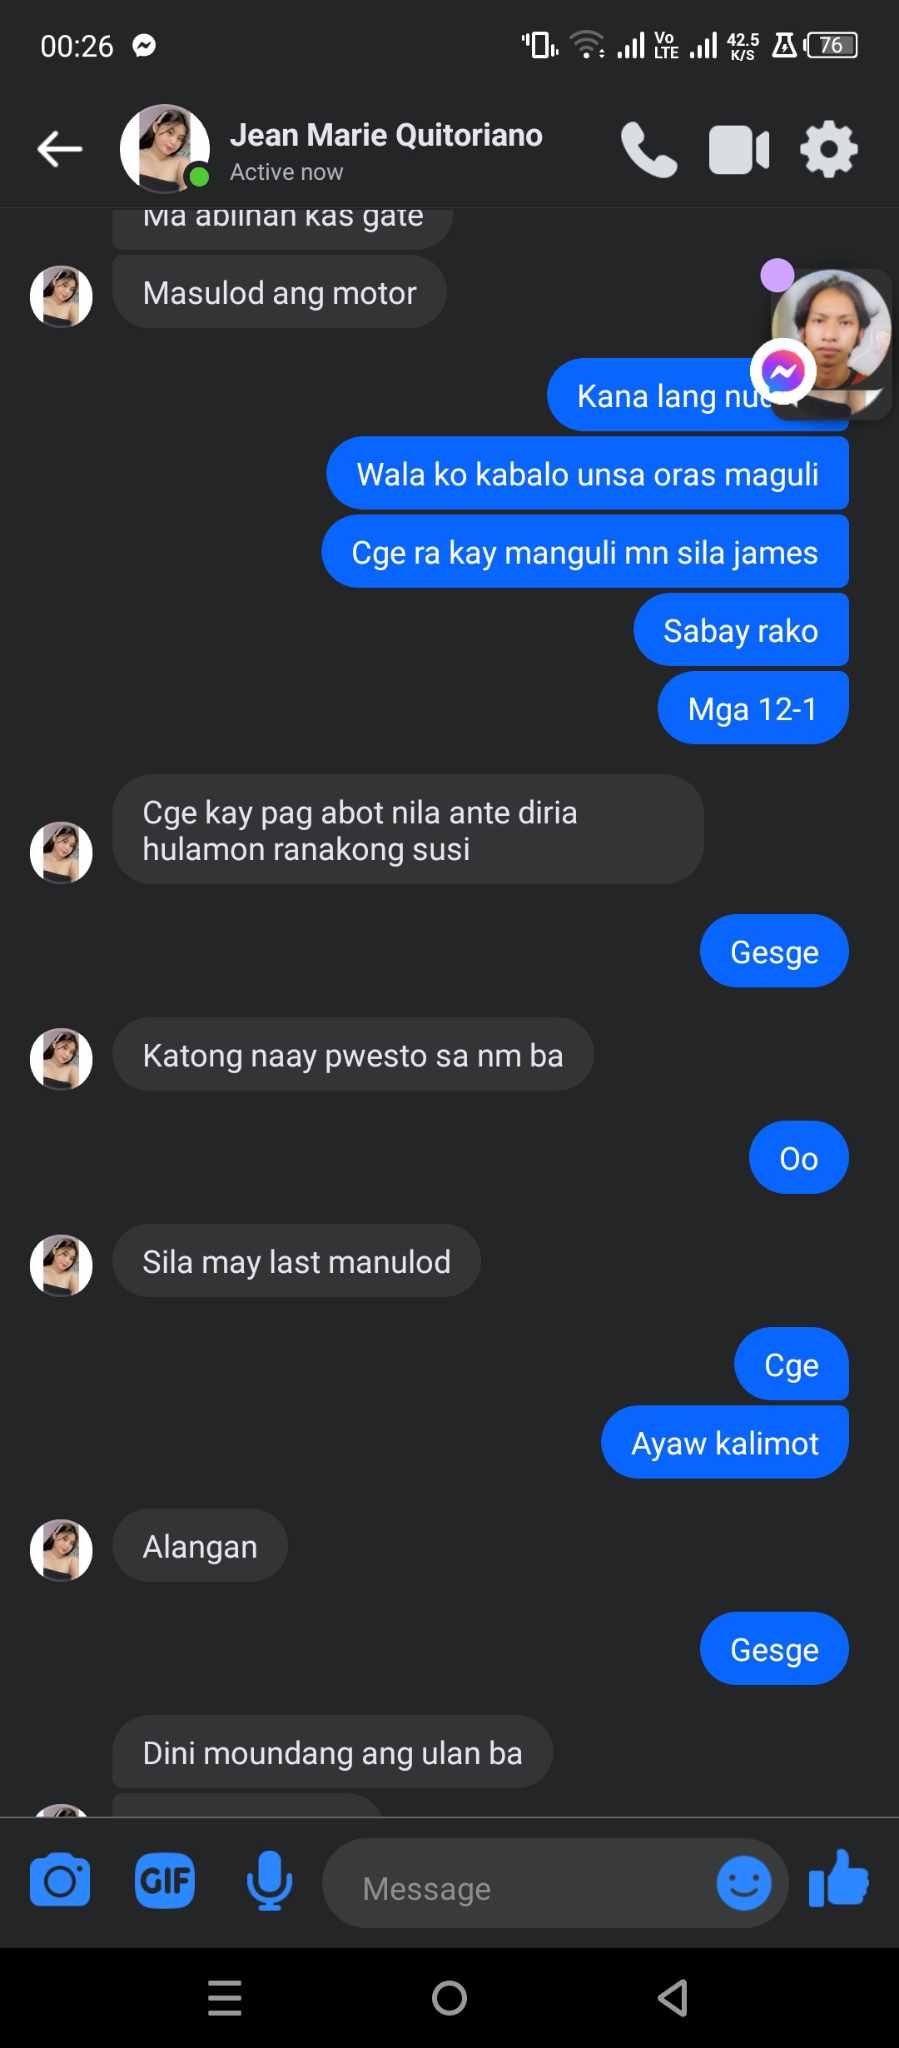 00:26
Vo
LTE
42.5
K/S
76
Jean Marie Quitoriano
Active now
Ma ablihan kas gate
Masulod ang motor
Kana lang
Wala ko kabalo unsa oras maguli
Cge ra kay manguli mn sila james
Sabay rako
Mga 12-1
Cge kay pag abot nila ante diria
hulamon ranakong susi
Gesge
Katong naay pwesto sa nm ba
Oo
Sila may last manulod
Cge
Ayaw kalimot
Alangan
Gesge
Dini moundang ang ulan ba
GIF
Message